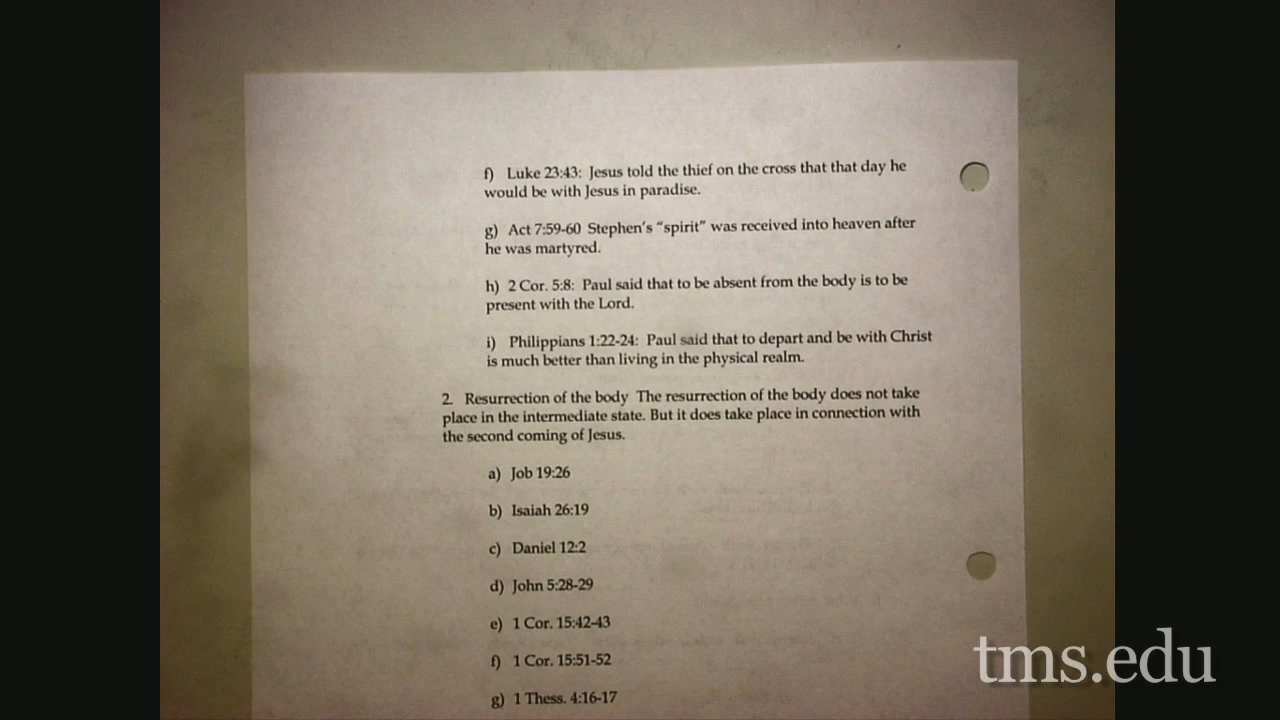 f) Luke 23:43: Jesus told the thief on the cross that that day he
would be with Jesus in paradise.
g) Act 7:59-60 Stephen's "spirit" was received into heaven after
he was martyred.
h) 2 Cor. 5:8: Paul said that to be absent from the body is to be
present with the Lord.
i) Philippians 1:22-24: Paul said that to depart and be with Christ
is much better than living in the physical realm.
2. Resurrection of the body The resurrection of the body does not take
place in the intermediate state. But it does take place in connection with
the second coming of Jesus.
a) Job 19:26
b) Isaiah 26:19
c) Daniel 12:2
d) John 5:28-29
e) 1 Cor. 15:42-43
f) 1 Cor. 15:51-52
g) 1 Thess. 4:16-17
tms.edu